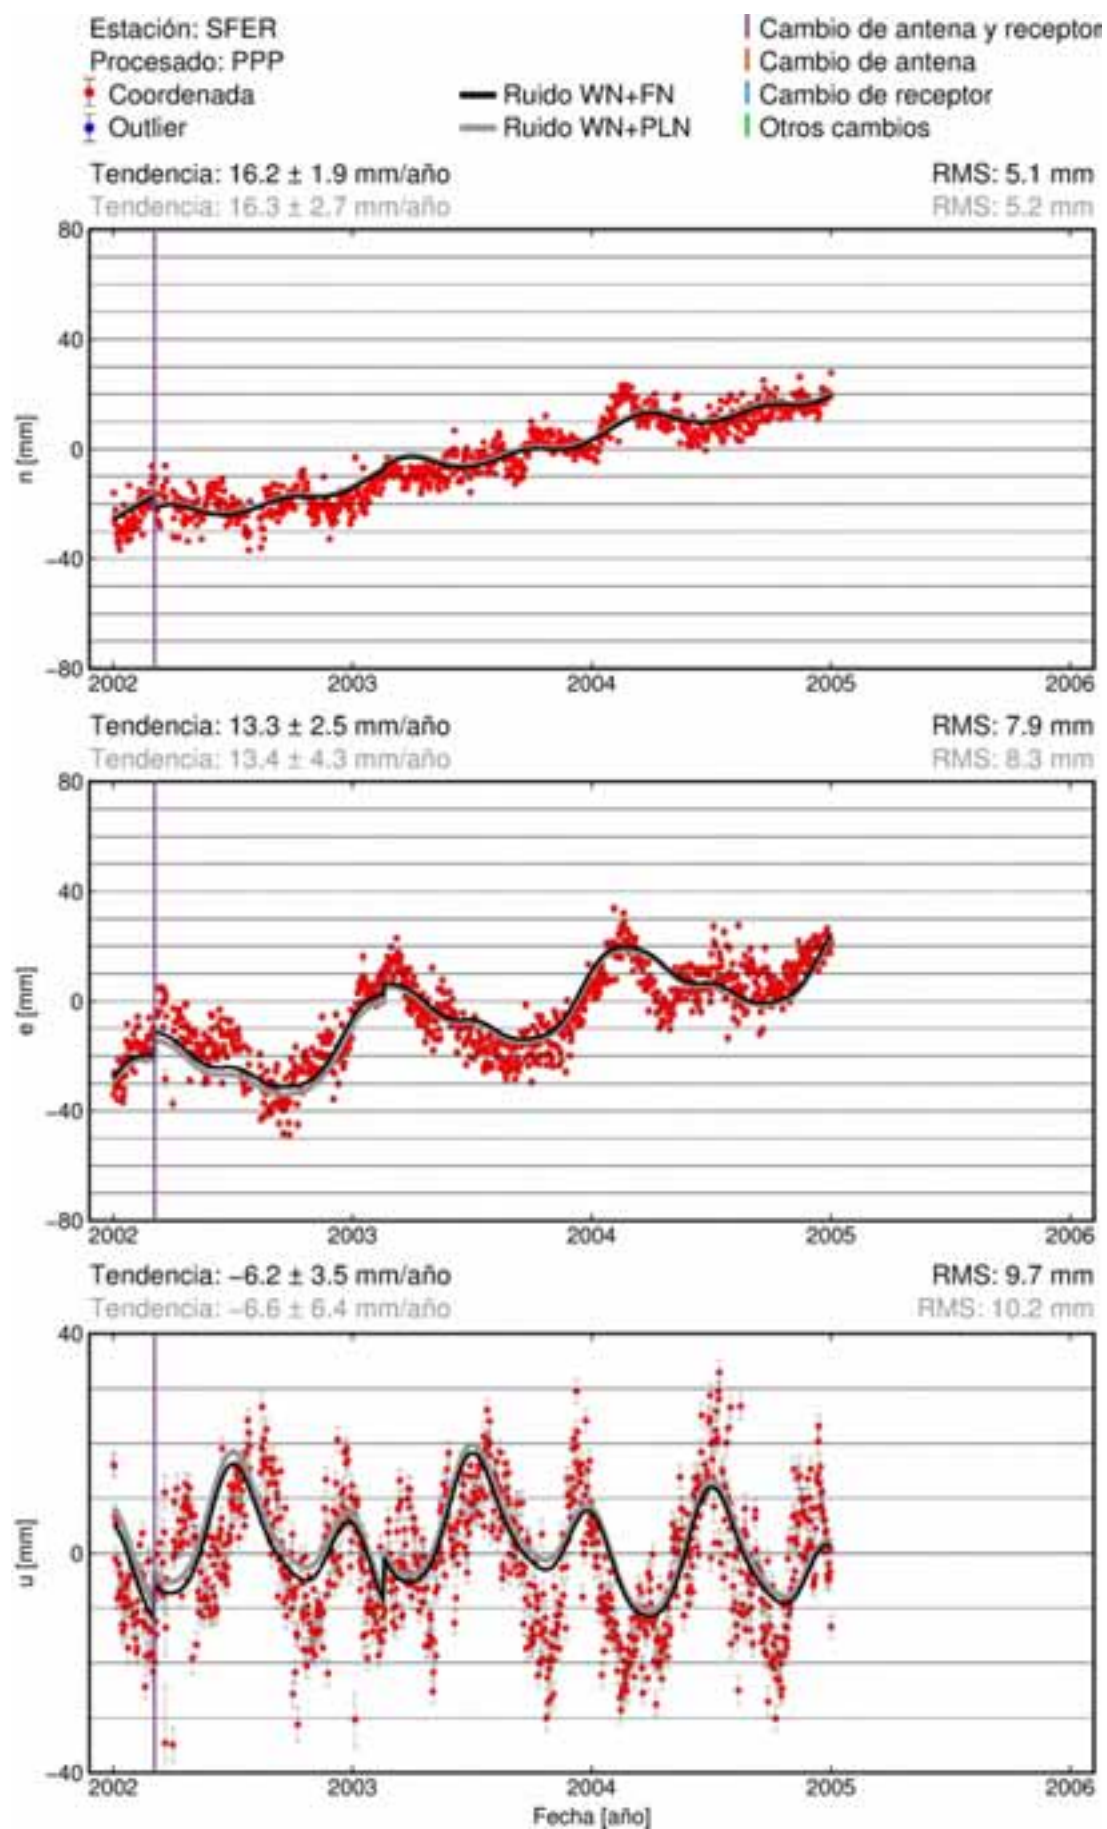 Estación: SFER
Procesado: PPP
Coordenada
Outlier
Ruido WN+FN
Ruido WN+PLN
Cambio de antena y receptor
Cambio de antena
Cambio de receptor
Otros cambios
Tendencia: 16.2 ± 1.9 mm/año RMS: 5.1 mm
Tendencia: 16.3 ± 2.7 mm/año RMS: 5.2 mm
80
40
0
−40
−80
n [mm]
2002 2003 2004 2005 2006
Tendencia: 13.3 ± 2.5 mm/año RMS: 7.9 mm
Tendencia: 13.4 ± 4.3 mm/año RMS: 8.3 mm
80
40
0
−40
−80
e [mm]
2002 2003 2004 2005 2006
Tendencia: −6.2 ± 3.5 mm/año RMS: 9.7 mm
Tendencia: −6.6 ± 6.4 mm/año RMS: 10.2 mm
40
20
0
−20
−40
u [mm]
2002 2003 2004 2005 2006
Fecha [año]